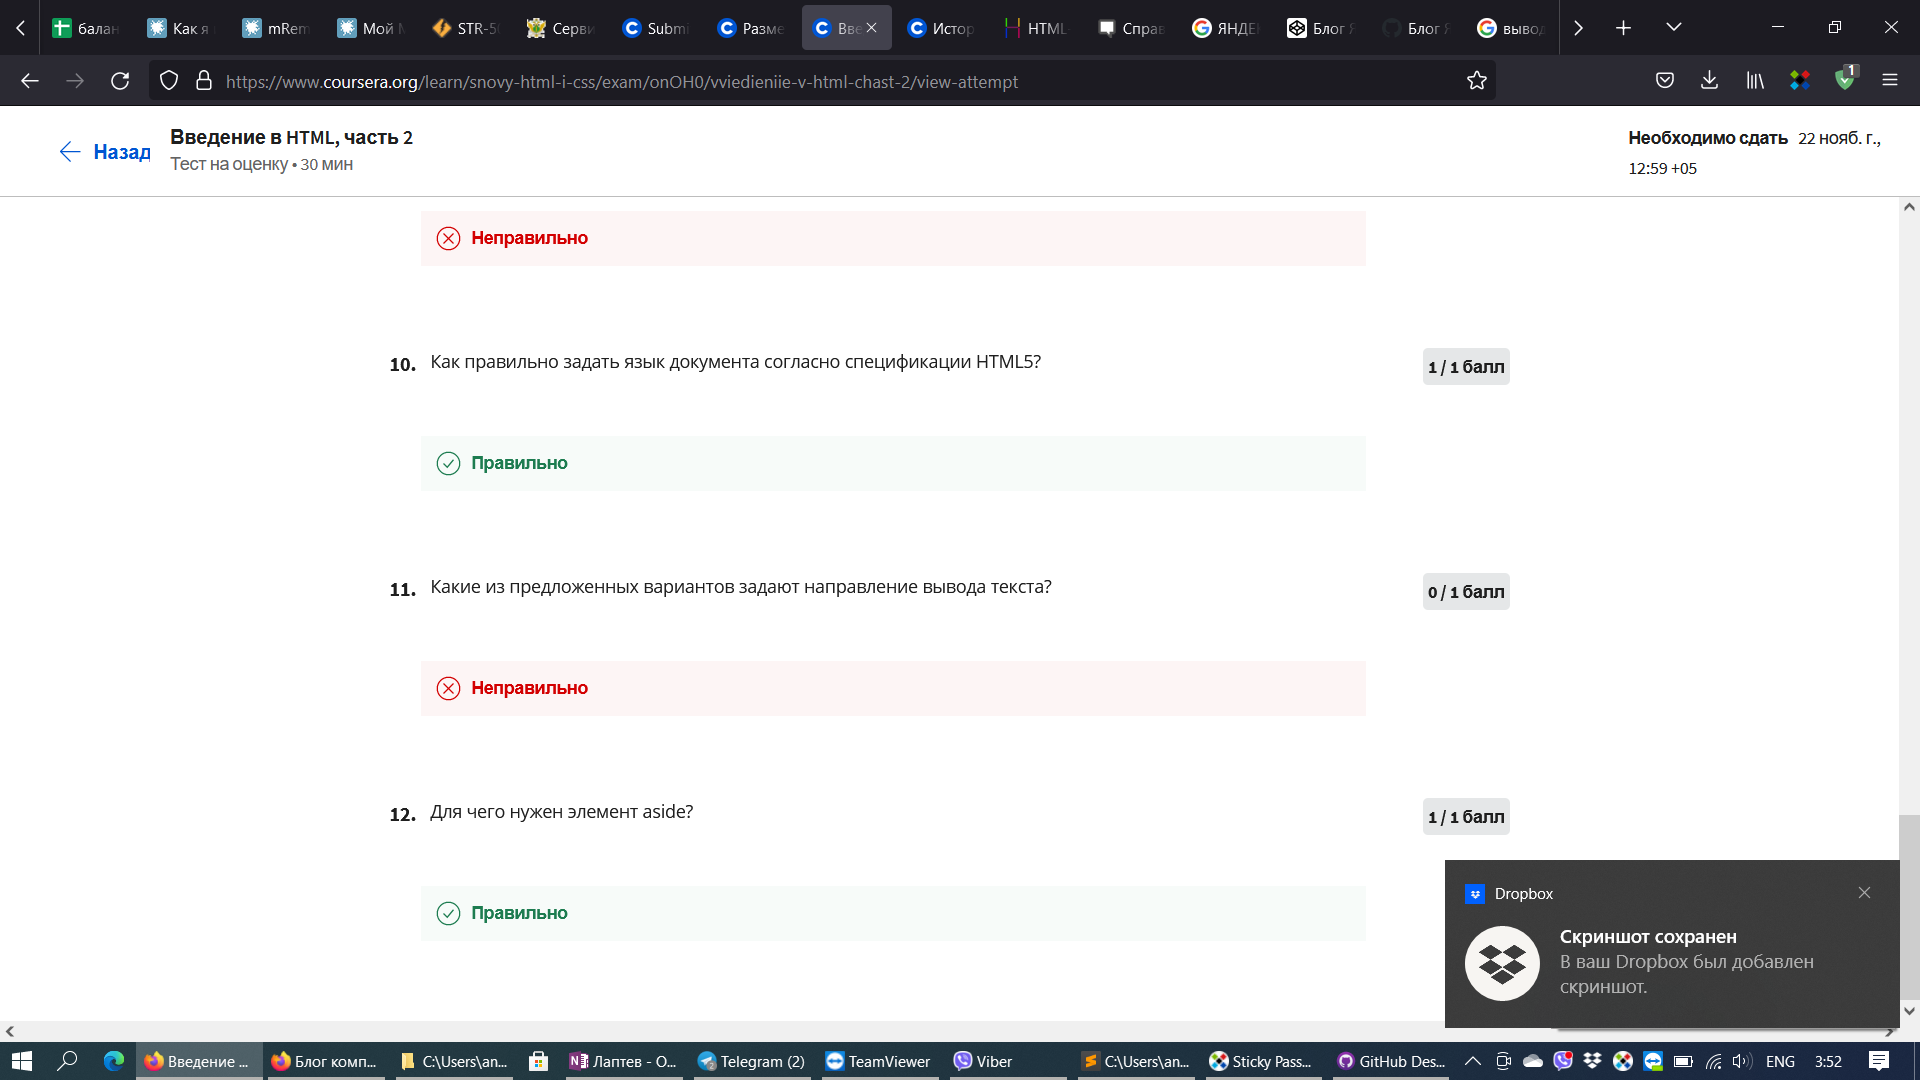 балан
Как я
mRem
Мой М
STR-50
Серви
Submi
Разме
Вве
Истор
HTML
Справ
ЯНДЕ
Блог Я
Блог Я
вывод
https://www.coursera.org/learn/snovy-html-i-css/exam/onOH0/vviedieniie-v-html-chast-2/view-attempt
1
Назад
Введение в HTML, часть 2
Тест на оценку • 30 мин
Необходимо сдать 22 нояб. г.,
12:59 +05
Неправильно
10. Как правильно задать язык документа согласно спецификации HTML5?
1 / 1 балл
Правильно
11. Какие из предложенных вариантов задают направление вывода текста?
0 / 1 балл
Неправильно
12. Для чего нужен элемент aside?
1 / 1 балл
Правильно
Dropbox
Скриншот сохранен
В ваш Dropbox был добавлен
скриншот.
Введение ...
Блог комп...
C:\Users\an...
Лаптев - О...
Telegram (2)
TeamViewer
Viber
C:\Users\an...
Sticky Pass...
GitHub Des...
ENG
3:52